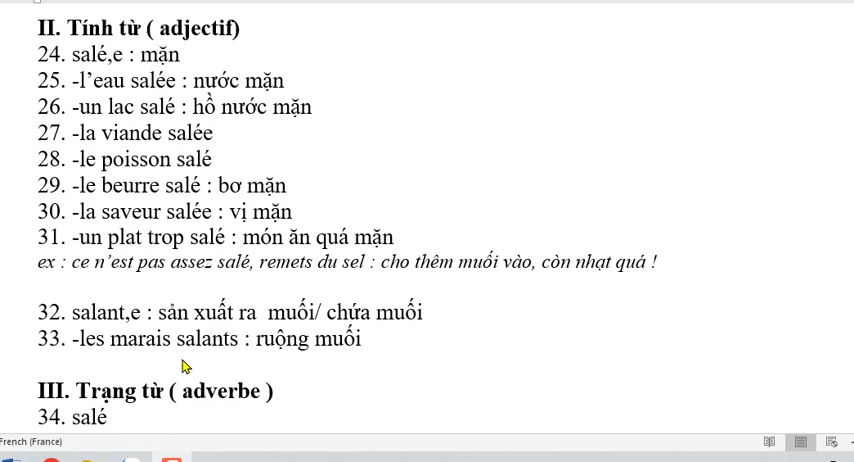 II. Tính từ ( adjectif)
24. salé,e : mặn
25. -l’eau salée : nước mặn
26. -un lac salé : hồ nước mặn
27. -la viande salée
28. -le poisson salé
29. -le beurre salé : bơ mặn
30. -la saveur salée : vị mặn
31. -un plat trop salé : món ăn quá mặn
ex : ce n’est pas assez salé, remets du sel : cho thêm muối vào, còn nhạt quá !
32. salant,e : sản xuất ra  muối/ chứa muối
33. -les marais salants : ruộng muối
III. Trạng từ ( adverbe )
34. salé
French (France)